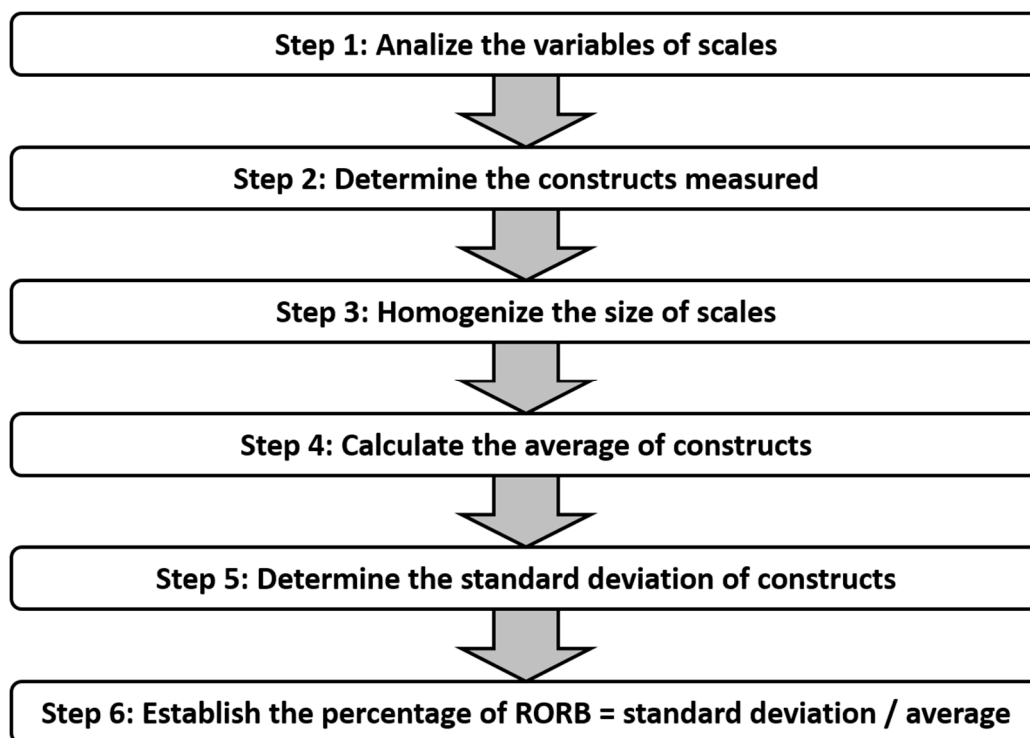 Step 1: Analize the variables of scales
Step 2: Determine the constructs measured
Step 3: Homogenize the size of scales
Step 4: Calculate the average of constructs
Step 5: Determine the standard deviation of constructs
Step 6: Establish the percentage of RORB = standard deviation / average